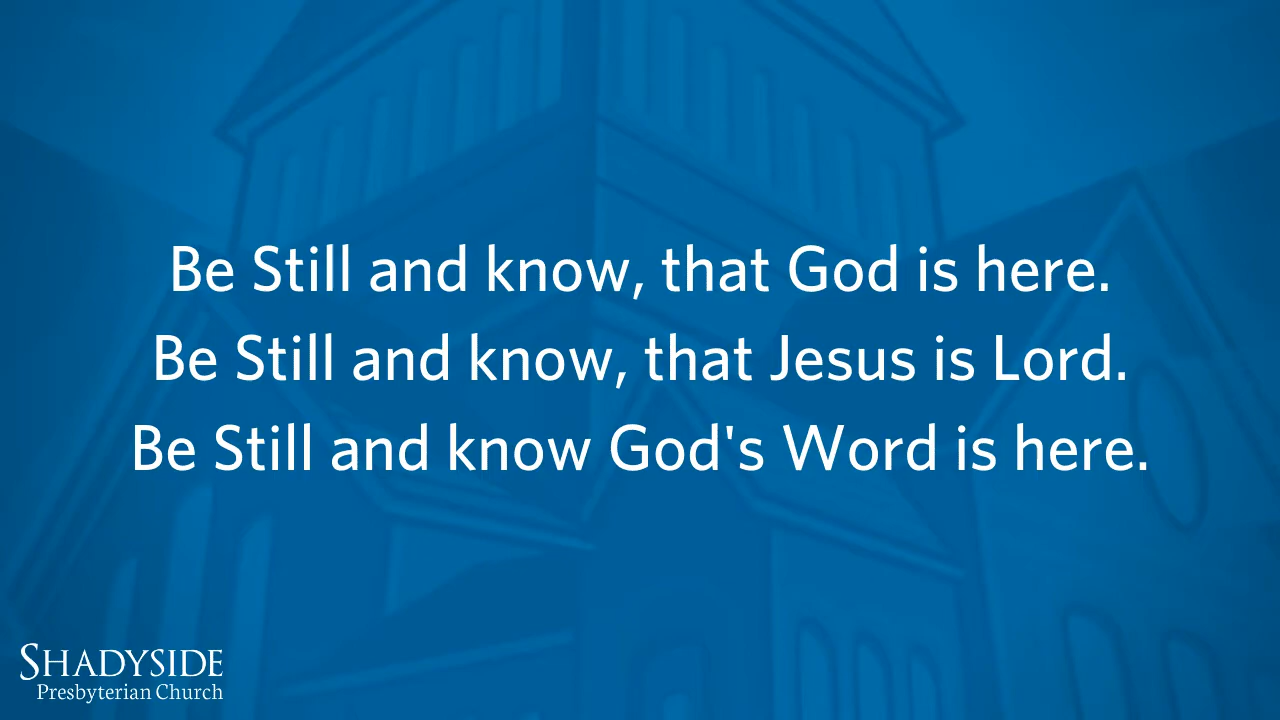 Be Still and know, that God is here.
Be Still and know, that Jesus is Lord.
Be Still and know God's Word is here.
SHADYSIDE
Presbyterian Church